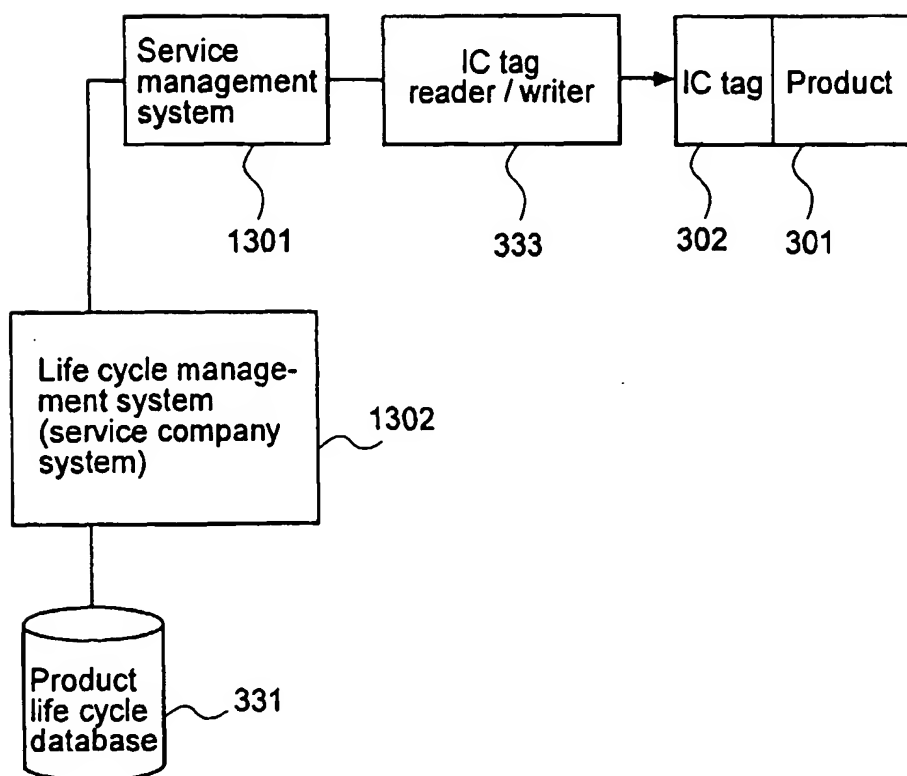 Service
management
system
IC tag
reader / writer
IC tag
Product
1301
333
302
301
Life cycle manage-
ment system
(service company
system)
1302
Product
life cycle
database
331